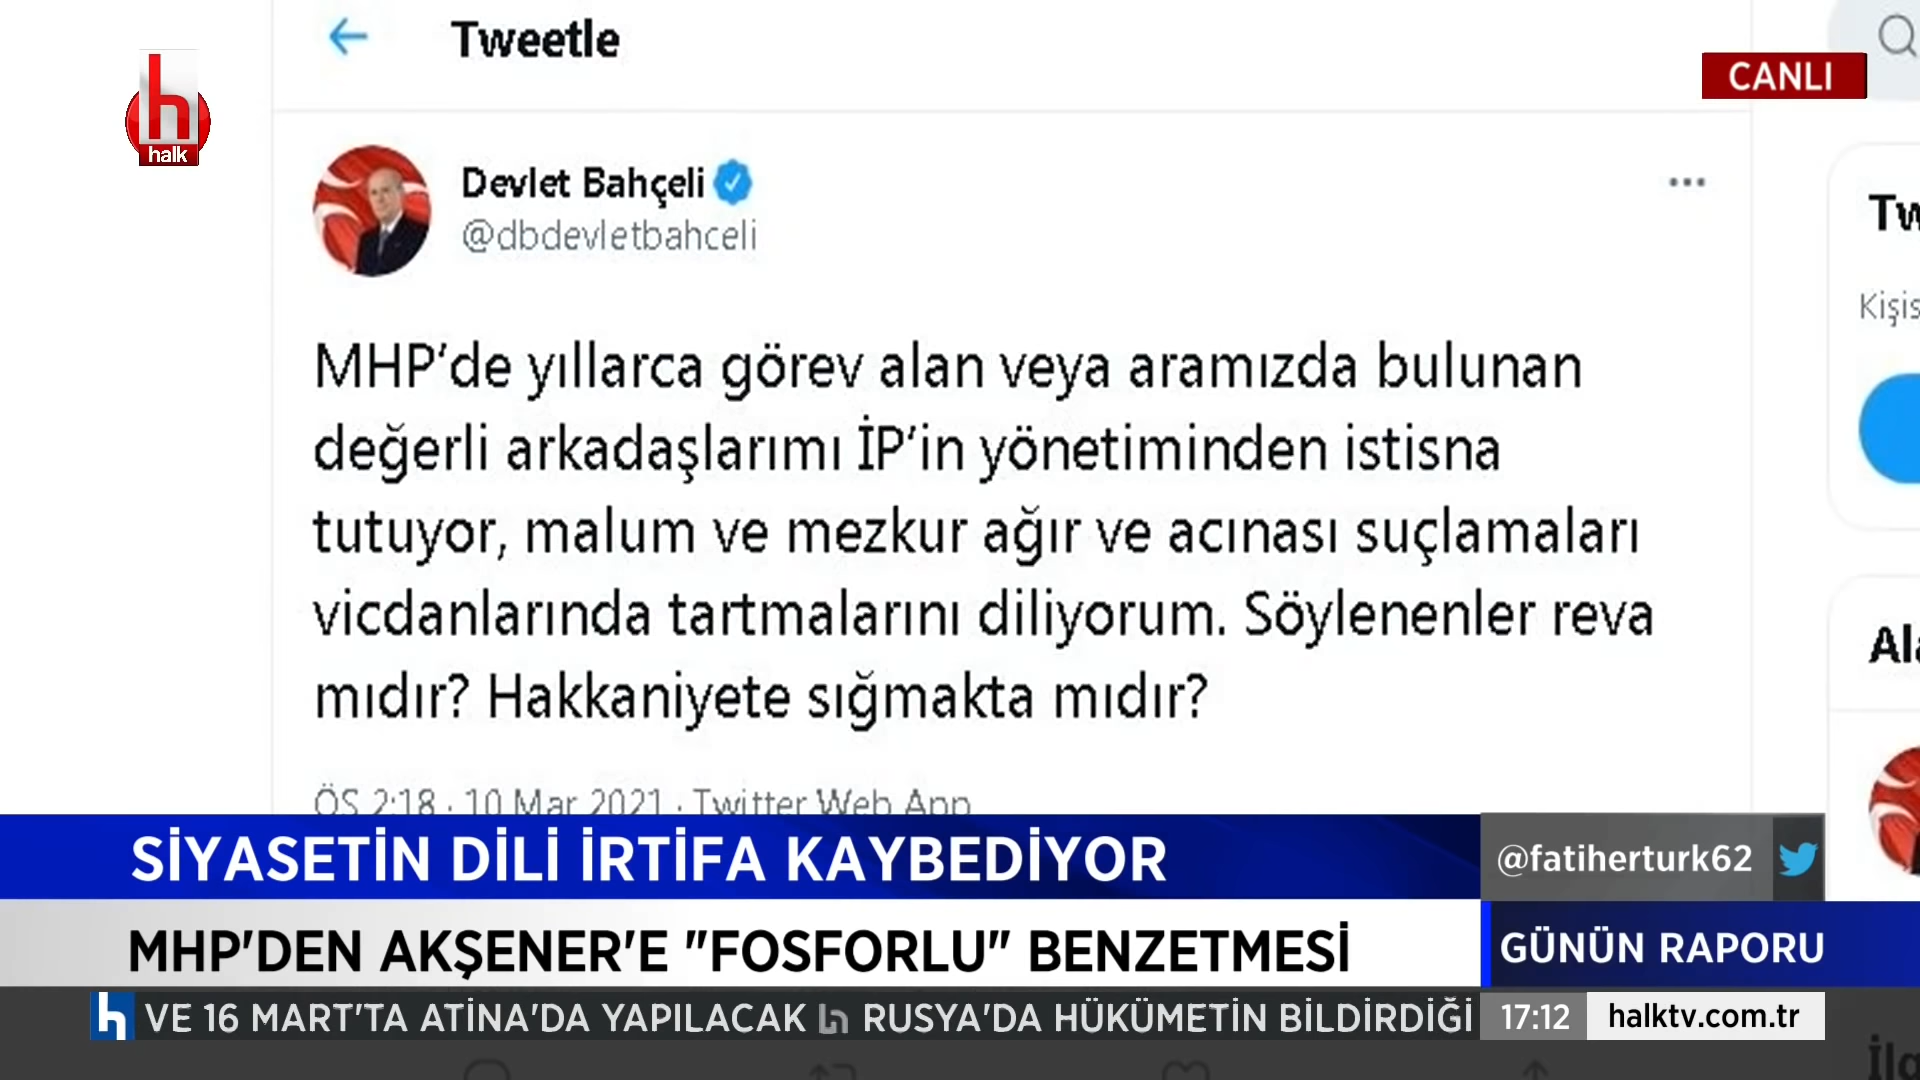 Tweetle
CANLI
halk
Devlet Bahçeli
@dbdevletbahceli
MHP'de yıllarca görev alan veya aramızda bulunan
değerli arkadaşlarımı İP'in yönetiminden istisna
tutuyor, malum ve mezkur ağır ve acınası suçlamaları
vicdanlarında tartmalarını diliyorum. Söylenenler reva
mıdır? Hakkaniyete sığmakta mıdır?
ÖS 2:18 · 10 Mar 2021 · Twitter Web App
SİYASETİN DİLİ İRTİFA KAYBEDİYOR
@fatiherturk62
MHP'DEN AKŞENER'E "FOSFORLU" BENZETMESİ
GÜNÜN RAPORU
VE 16 MART'TA ATİNA'DA YAPILACAK RUSYA'DA HÜKÜMETİN BİLDİRDİĞİ
17:12
halktv.com.tr